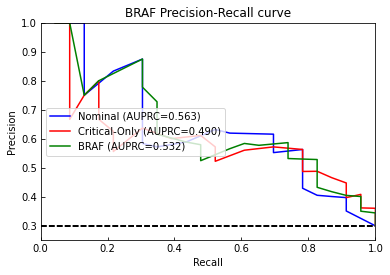 BRAF Precision-Recall curve
1.0
0.9
0.8
0.7
0.6
0.5
0.4
0.3
Precision
Nominal (AUPRC=0.563)
Critical-Only (AUPRC=0.490)
BRAF (AUPRC=0.532)
0.0 0.2 0.4 0.6 0.8 1.0
Recall